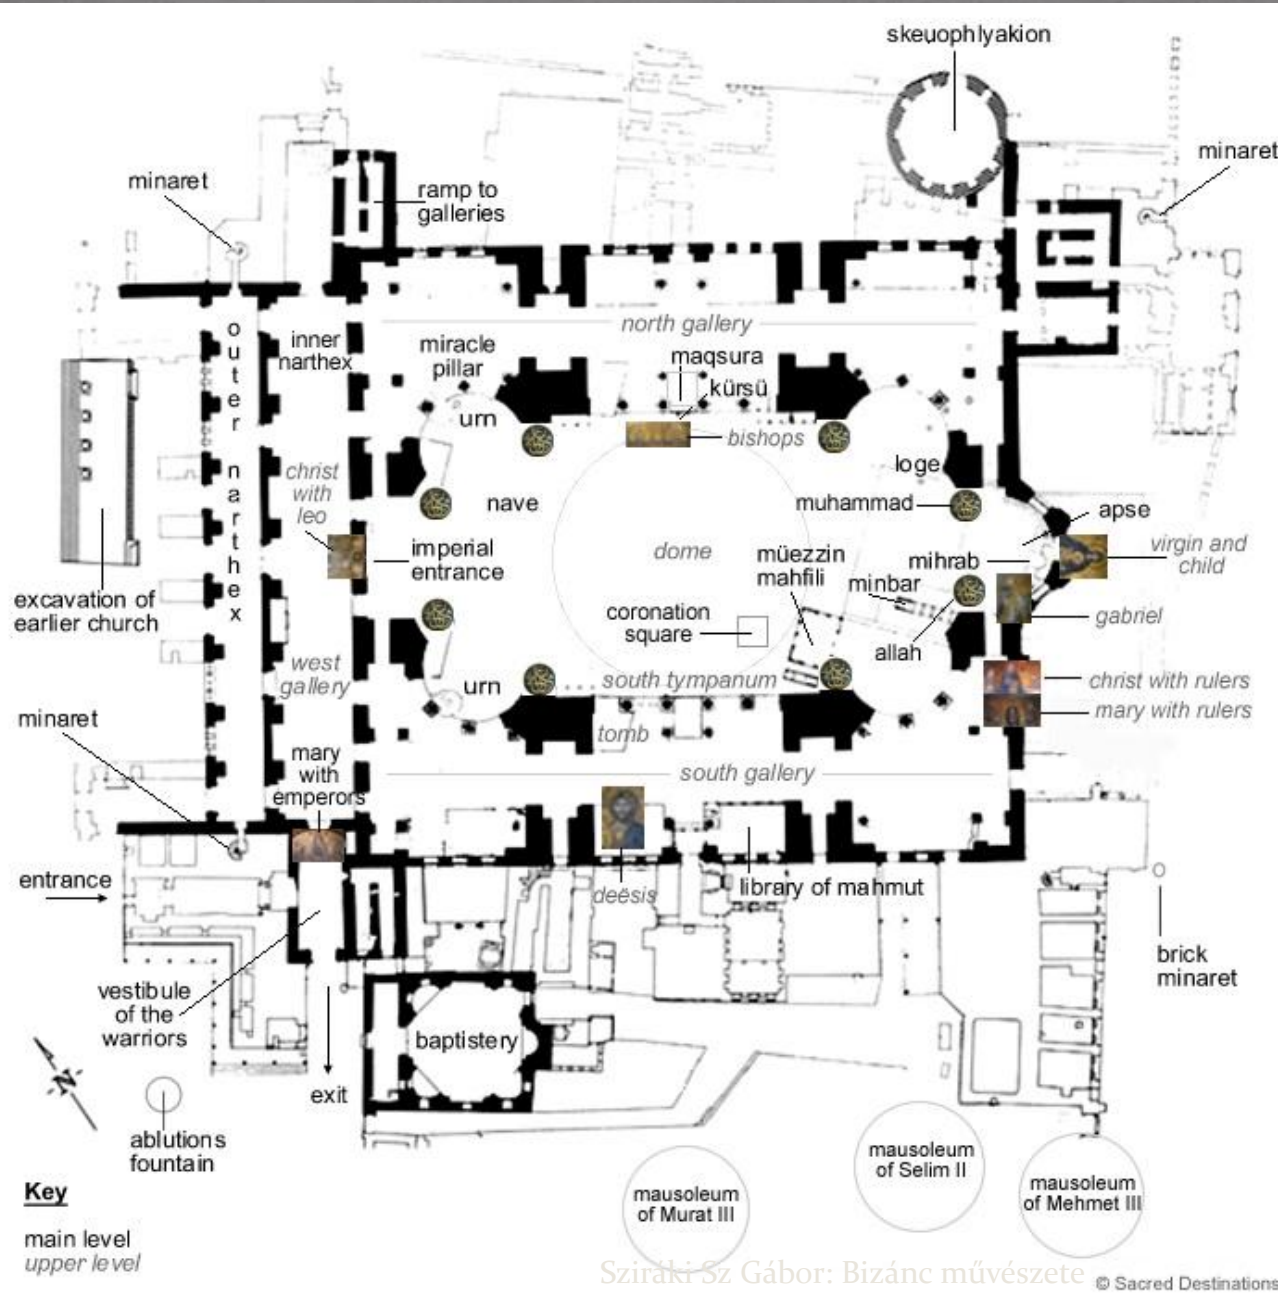 skeuophlyakion
minaret
minaret
ramp to
galleries
north gallery
outer narthex
inner
narthex
miracle
pillar
maqsura
kürsü
urn
bishops
christ
with
leo
nave
loge
muhammad
apse
imperial
entrance
dome
müezzin
mahfili
mihrab
minbar
virgin and
child
excavation of
earlier church
coronation
square
gabriel
allah
west
gallery
urn
south tympanum
christ with rulers
mary with rulers
minaret
tomb
mary
with
emperors
south gallery
entrance
deësis
library of mahmut
brick
minaret
vestibule
of the
warriors
baptistery
exit
N
ablutions
fountain
mausoleum
of Selim II
mausoleum
of Mehmet III
mausoleum
of Murat III
Key
main level
upper level
Sziráki Sz Gábor: Bizánc művészete
© Sacred Destinations